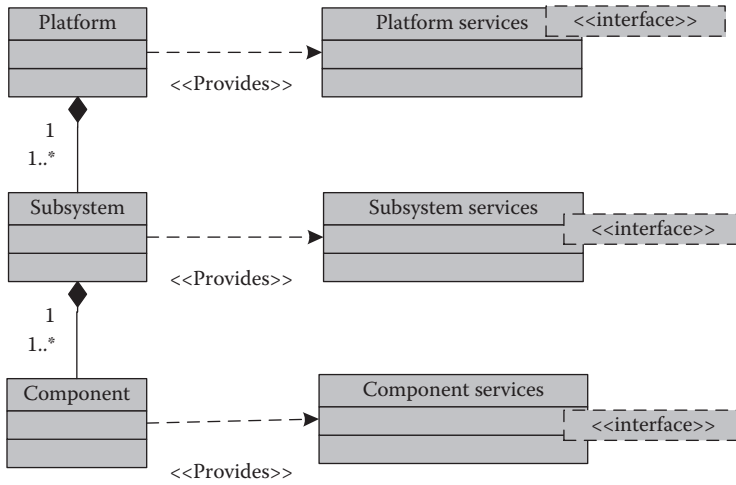 Platform
Platform services
<<interface>>
<<Provides>>
1
1..*
Subsystem
Subsystem services
<<interface>>
<<Provides>>
1
1..*
Component
Component services
<<interface>>
<<Provides>>